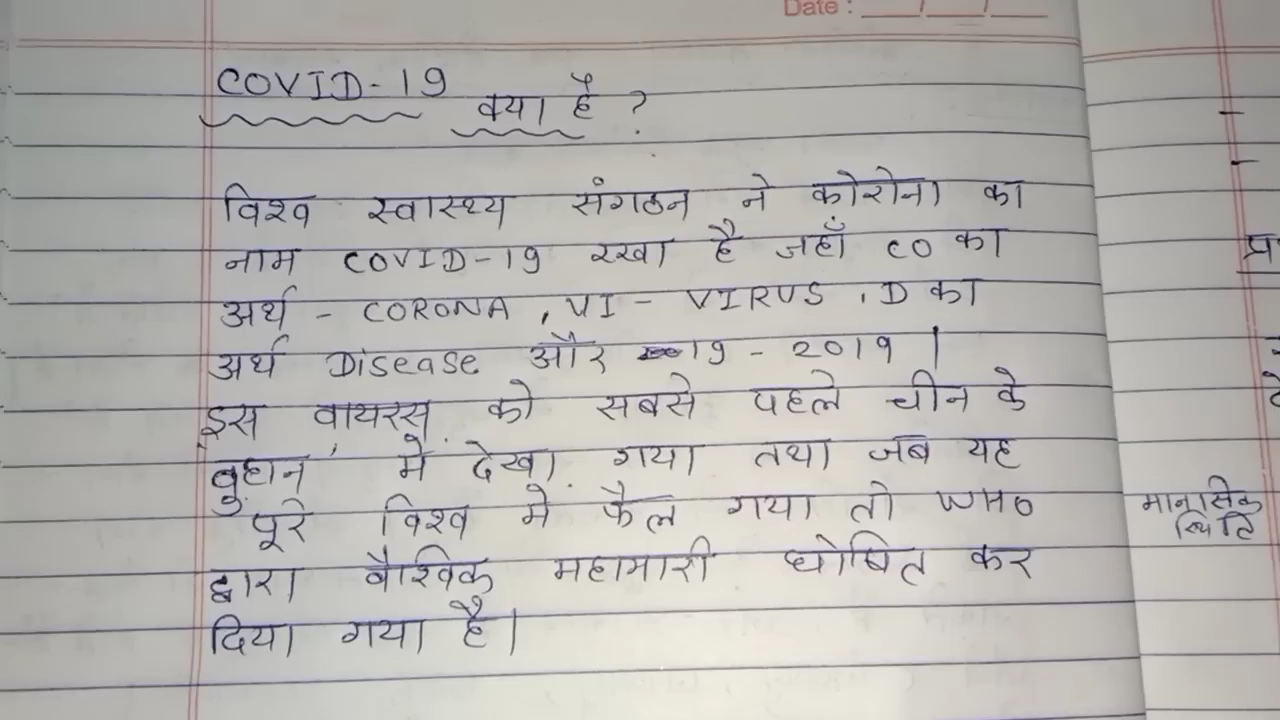 Date :
COVID-19 क्या है ?
विश्व स्वास्थ्य संगठन ने कोरोना का
नाम COVID-19 रखा है जहाँ CO का
अर्थ - CORONA , VI - VIRUS , D का
अर्थ Disease और 19 - 2019 |
इस वायरस को सबसे पहले चीन के
वुहान' में देखा गया तथा जब यह
पूरे विश्व मे फैल गया तो WHO
द्वारा वैश्विक महामारी घोषित कर
दिया गया है |
मानसिक
स्थिति